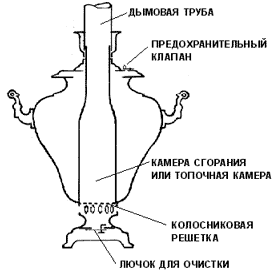 ДЫМОВАЯ ТРУБА
ПРЕДОХРАНИТЕЛЬНЫЙ
КЛАПАН
КАМЕРА СГОРАНИЯ
ИЛИ ТОПОЧНАЯ КАМЕРА
КОЛОСНИКОВАЯ
РЕШЕТКА
ЛЮЧОК ДЛЯ ОЧИСТКИ